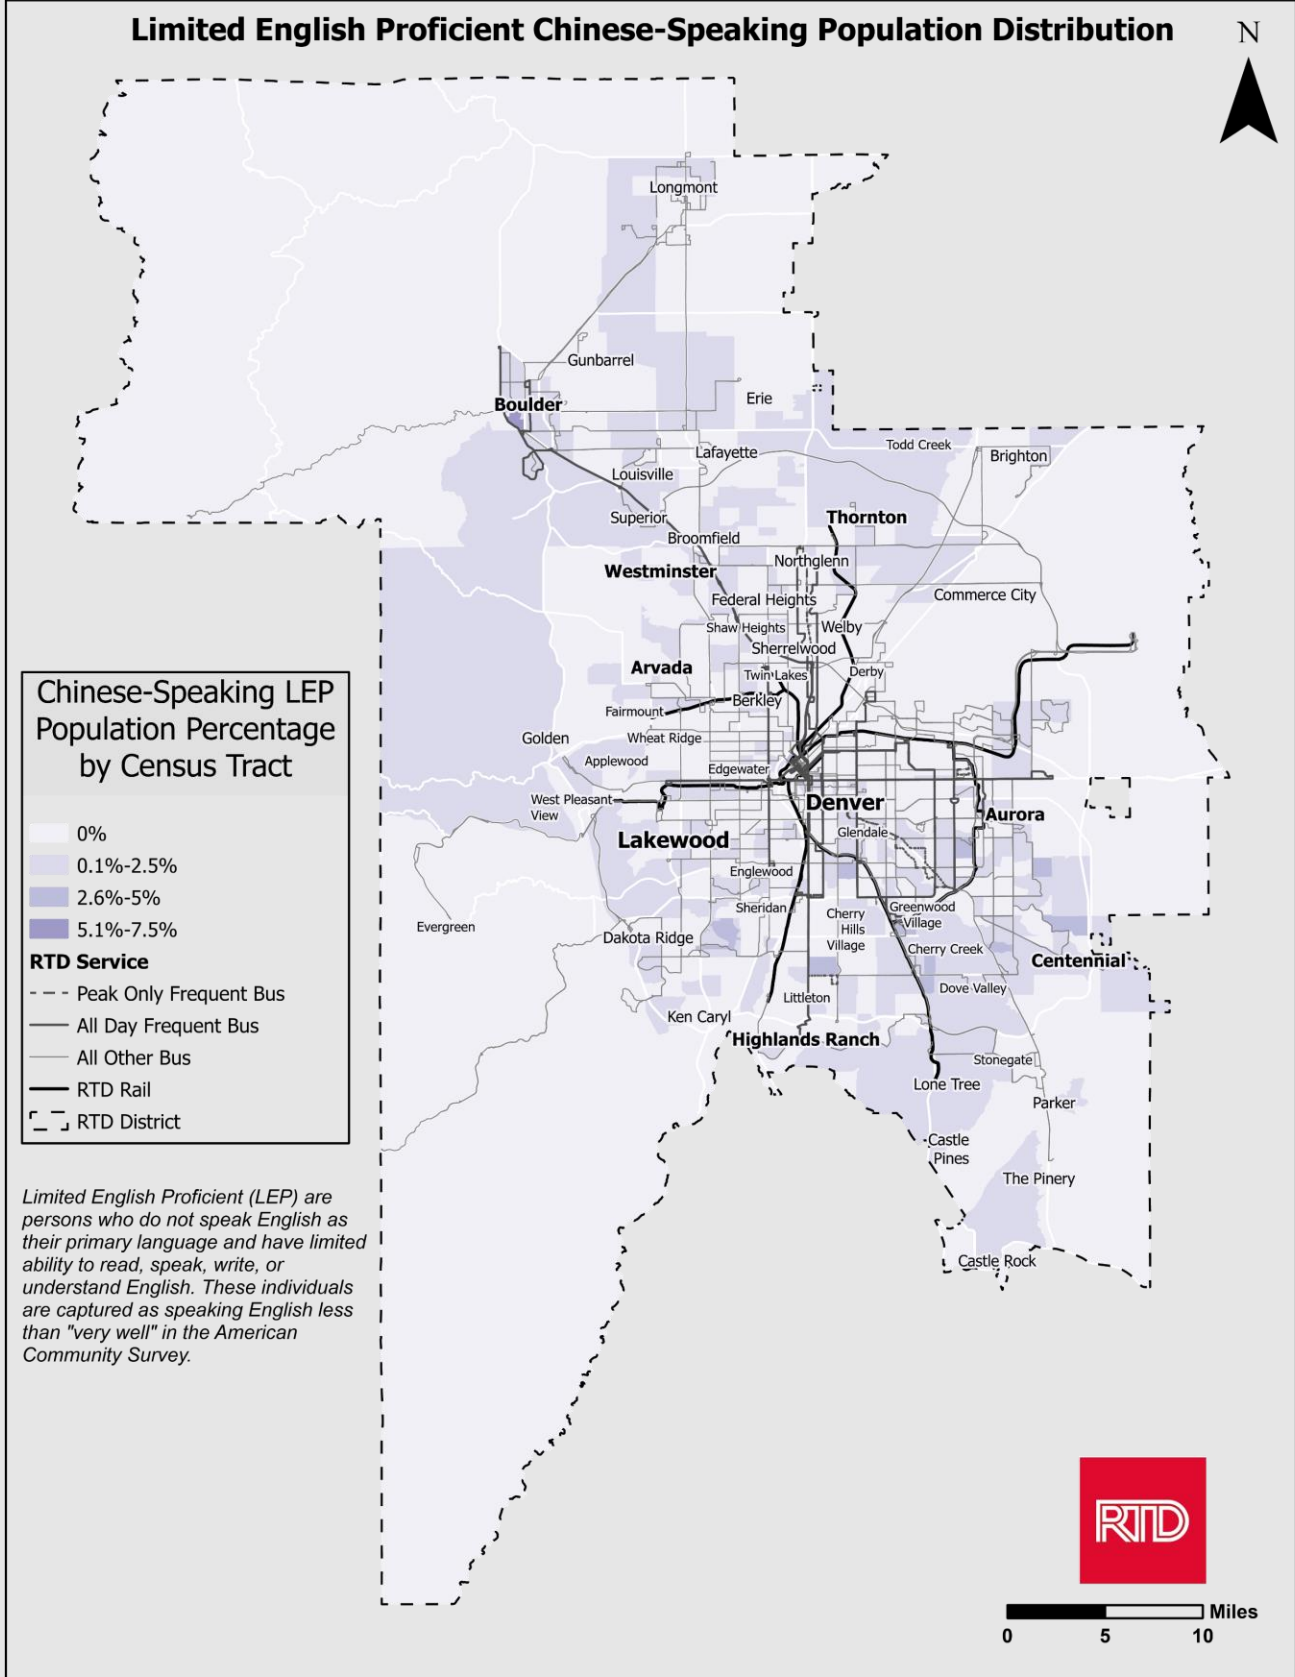 Limited English Proficient Chinese-Speaking Population Distribution
N
Longmont
Gunbarrel
Boulder
Erie
Todd Creek
Brighton
Lafayette
Louisville
Superior
Thornton
Broomfield
Northglenn
Westminster
Federal Heights
Commerce City
Shaw Heights
Welby
Sherrelwood
Arvada
Twin Lakes
Derby
Berkley
Fairmount
Golden
Wheat Ridge
Applewood
Edgewater
West Pleasant
View
Denver
Aurora
Lakewood
Glendale
Englewood
Sheridan
Cherry
Hills
Village
Greenwood
Village
Evergreen
Dakota Ridge
Cherry Creek
Centennial
Dove Valley
Littleton
Ken Caryl
Highlands Ranch
Stonegate
Lone Tree
Parker
Castle
Pines
The Pinery
Castle Rock
Chinese-Speaking LEP
Population Percentage
by Census Tract
0%
0.1%-2.5%
2.6%-5%
5.1%-7.5%
RTD Service
Peak Only Frequent Bus
All Day Frequent Bus
All Other Bus
RTD Rail
RTD District
Limited English Proficient (LEP) are
persons who do not speak English as
their primary language and have limited
ability to read, speak, write, or
understand English. These individuals
are captured as speaking English less
than "very well" in the American
Community Survey.
RTD
Miles
0 5 10